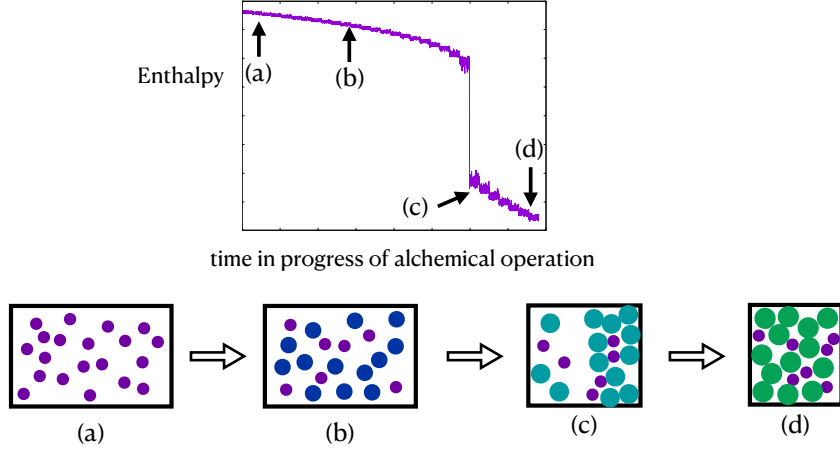 Enthalpy
(a)
(b)
(c)
(d)
time in progress of alchemical operation
(a)
(b)
(c)
(d)